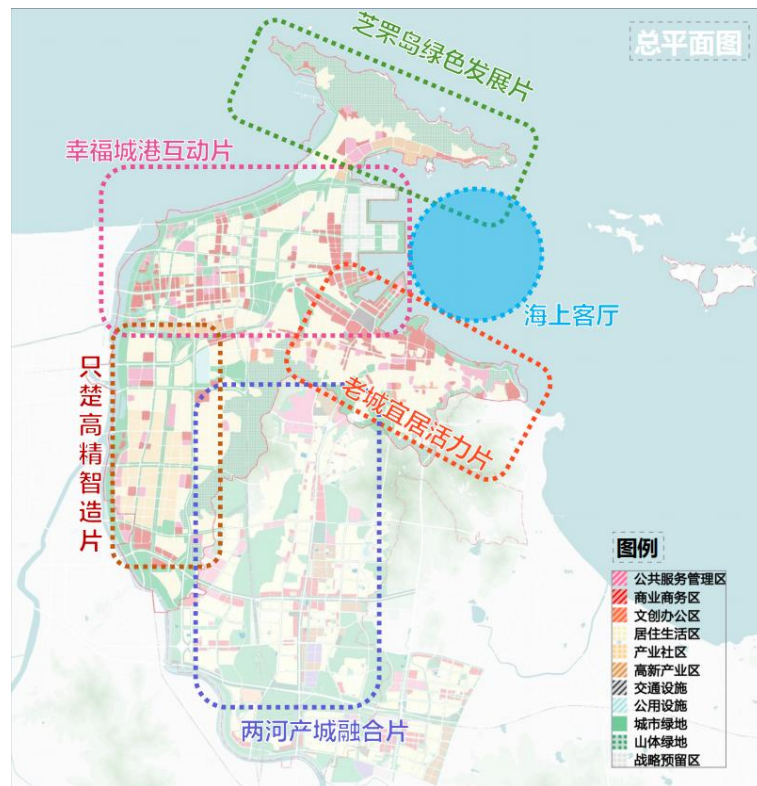 总平面图
芝罘岛绿色发展片
幸福城港互动片
海上客厅
只楚高精智造片
老城宜居活力片
两河产城融合片
图例
公共服务管理区
商业商务区
文创办公区
居住生活区
产业社区
高新产业区
交通设施
公用设施
城市绿地
山体绿地
战略预留区